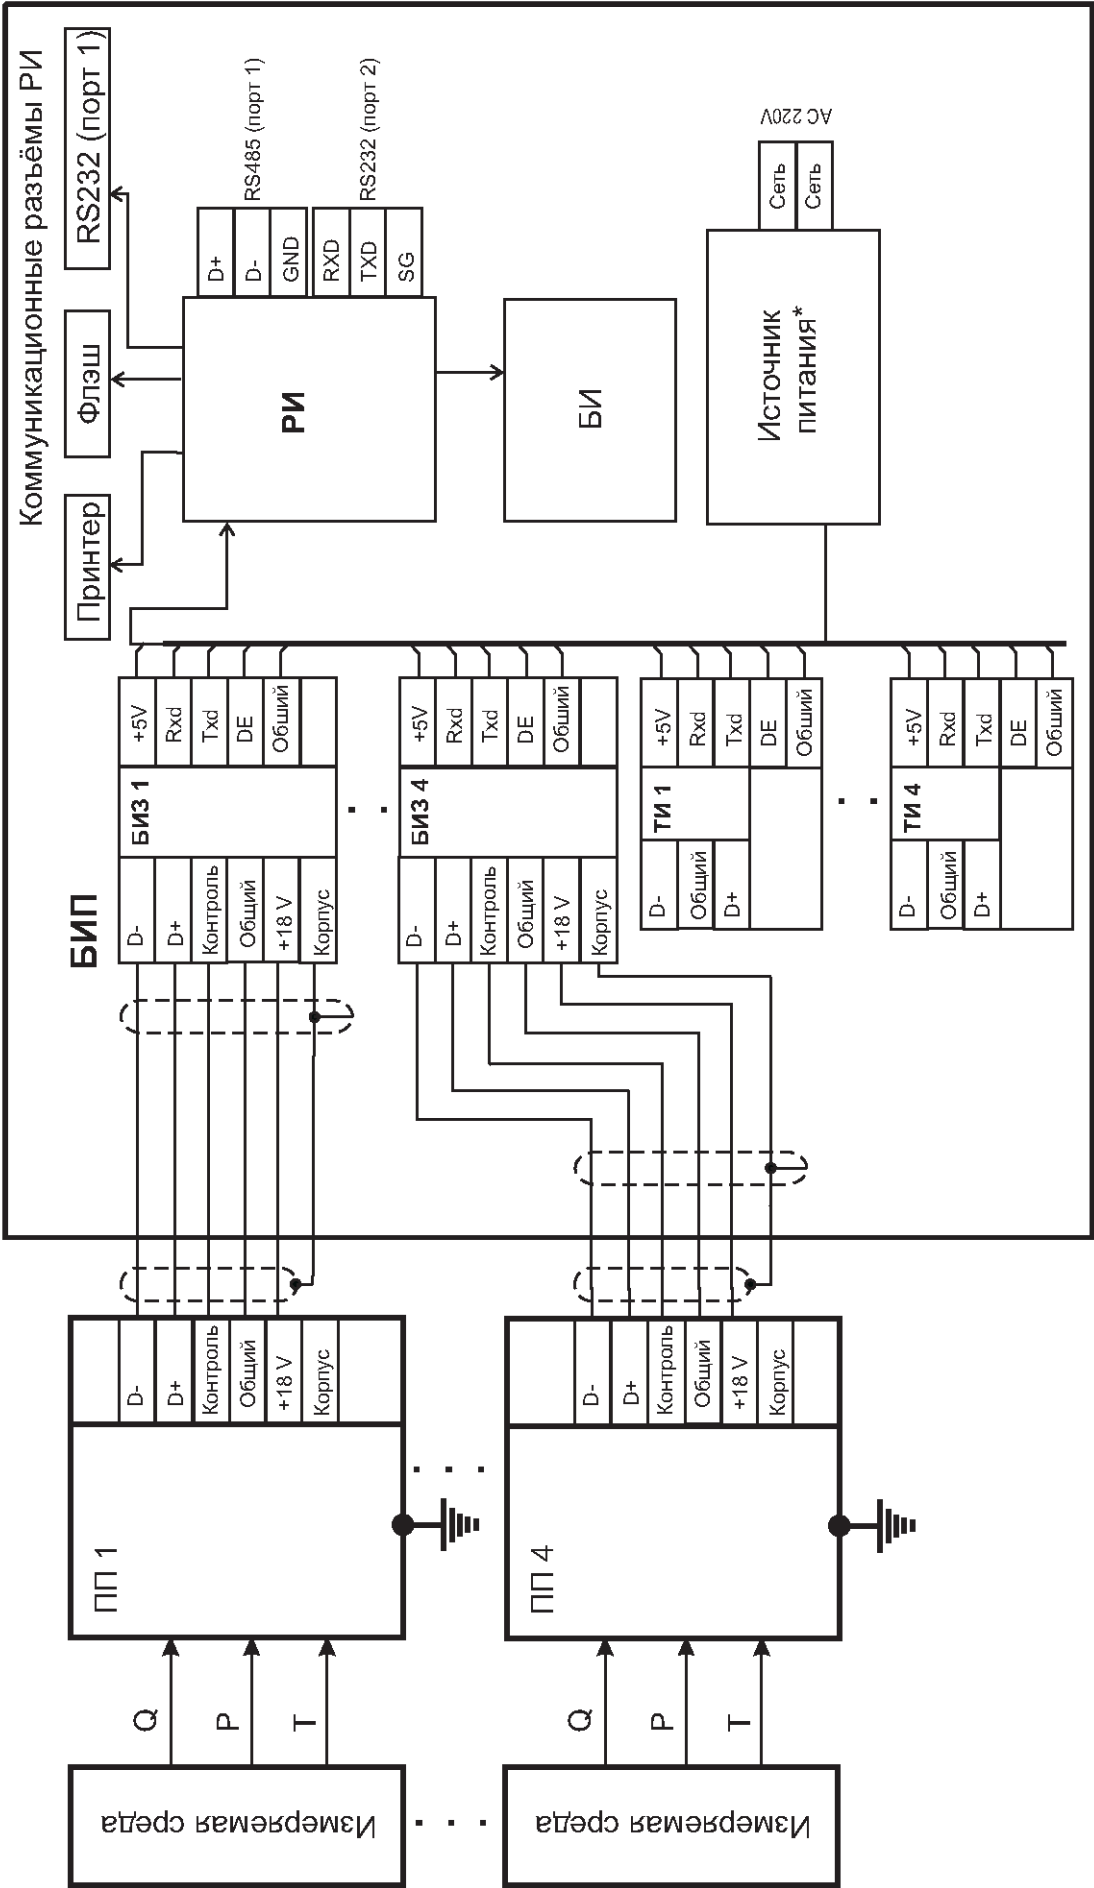 Коммуникационные разъёмы РИ
Принтер
Флэш
RS232 (порт 1)
БИП
РИ
D+
D-
GND
RS485 (порт 1)
RXD
TXD
SG
RS232 (порт 2)
БИ
Источник
питания*
Сеть
Сеть
AC 220V
БИЗ 1
D-
D+
Контроль
Общий
+18 V
Корпус
+5V
Rxd
Txd
DE
Обший
БИЗ 4
D-
D+
Контроль
Общий
+18 V
Корпус
+5V
Rxd
Txd
DE
Обший
ТИ 1
D-
Общий
D+
+5V
Rxd
Txd
DE
Обший
ТИ 4
D-
Общий
D+
+5V
Rxd
Txd
DE
Обший
ПП 1
D-
D+
Контроль
Общий
+18 V
Корпус
ПП 4
D-
D+
Контроль
Общий
+18 V
Корпус
Q
P
T
Измеряемая среда
Q
P
T
Измеряемая среда